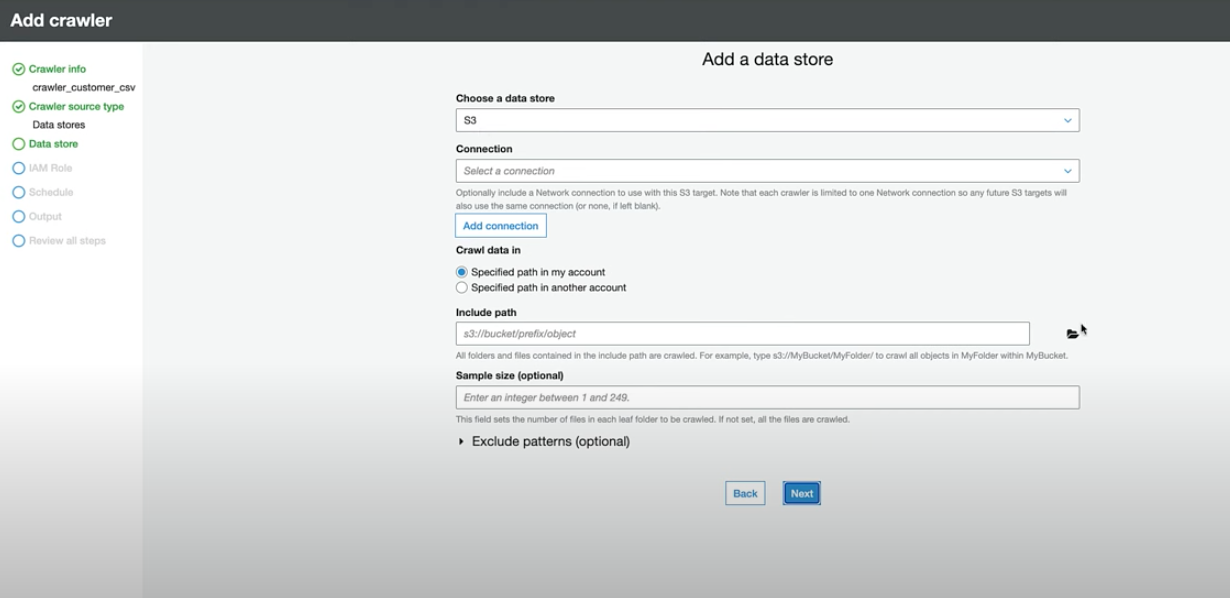 Add crawler
Crawler info
crawler_customer_csv
Crawler source type
Data stores
Data store
IAM Role
Schedule
Output
Review all steps
Add a data store
Choose a data store
S3
Connection
Select a connection
Optionally include a Network connection to use with this S3 target. Note that each crawler is limited to one Network connection so any future S3 targets will
also use the same connection (or none, if left blank).
Add connection
Crawl data in
Specified path in my account
Specified path in another account
Include path
s3://bucket/prefix/object
All folders and files contained in the include path are crawled. For example, type s3://MyBucket/MyFolder/ to crawl all objects in MyFolder within MyBucket.
Sample size (optional)
Enter an integer between 1 and 249.
This field sets the number of files in each leaf folder to be crawled. If not set, all the files are crawled.
Exclude patterns (optional)
Back
Next